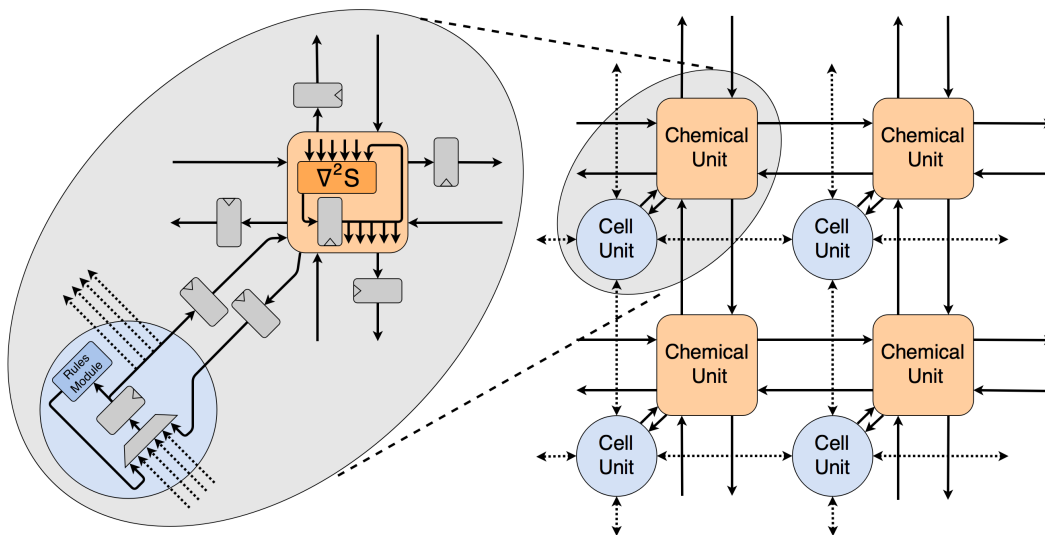 ∇²S
Rules
Module
Chemical
Unit
Chemical
Unit
Cell
Unit
Cell
Unit
Chemical
Unit
Chemical
Unit
Cell
Unit
Cell
Unit